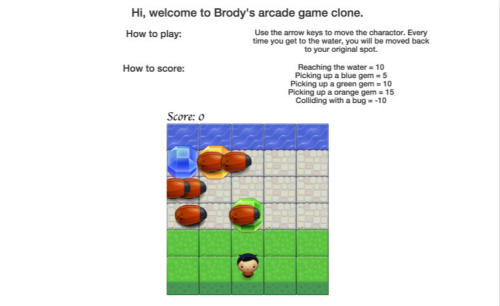 Hi, welcome to Brody's arcade game clone.
How to play:
Use the arrow keys to move the charactor. Every
time you get to the water, you will be moved back
to your original spot.
How to score:
Reaching the water = 10
Picking up a blue gem = 5
Picking up a green gem = 10
Picking up a orange gem = 15
Colliding with a bug = -10
Score: 0